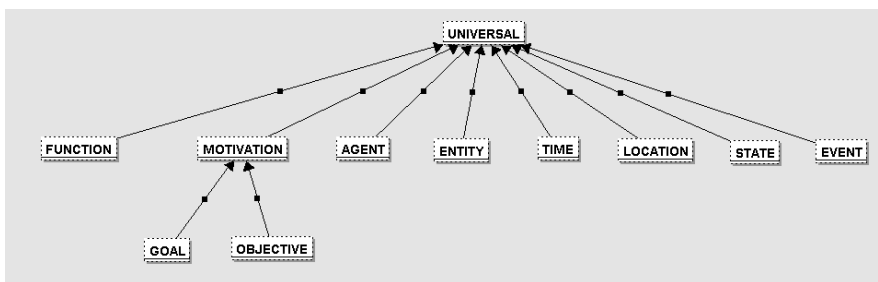 UNIVERSAL
FUNCTION
MOTIVATION
AGENT
ENTITY
TIME
LOCATION
STATE
EVENT
GOAL
OBJECTIVE